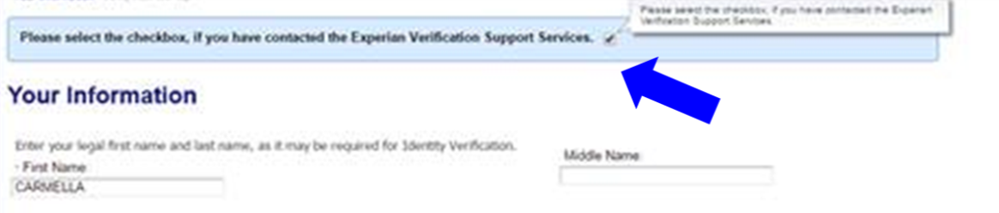 Please select the checkbox, if you have contacted the Experian
Verification Support Services.
Please select the checkbox, if you have contacted the Experian Verification Support Services.
Your Information
Enter your legal first name and last name, as it may be required for Identity Verification.
· First Name:
Middle Name:
CARMELLA